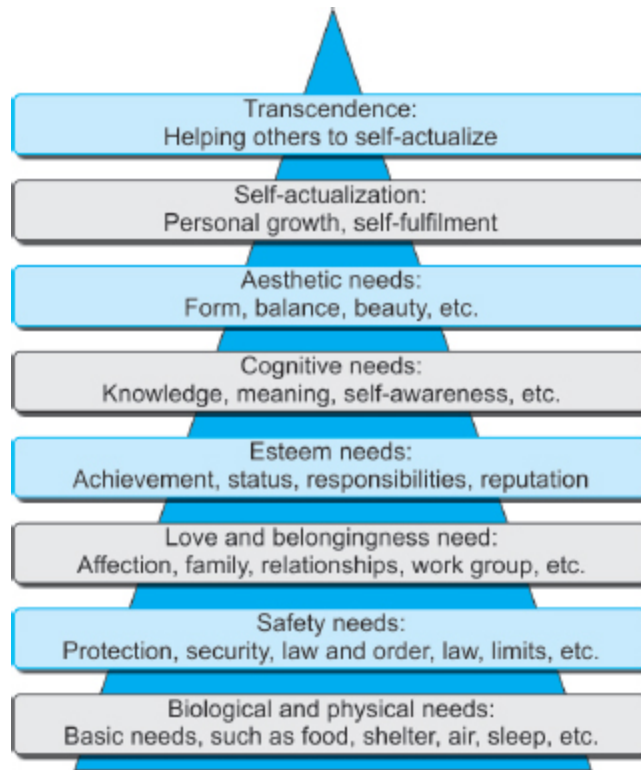 Transcendence:
Helping others to self-actualize
Self-actualization:
Personal growth, self-fulfilment
Aesthetic needs:
Form, balance, beauty, etc.
Cognitive needs:
Knowledge, meaning, self-awareness, etc.
Esteem needs:
Achievement, status, responsibilities, reputation
Love and belongingness need:
Affection, family, relationships, work group, etc.
Safety needs:
Protection, security, law and order, law, limits, etc.
Biological and physical needs:
Basic needs, such as food, shelter, air, sleep, etc.